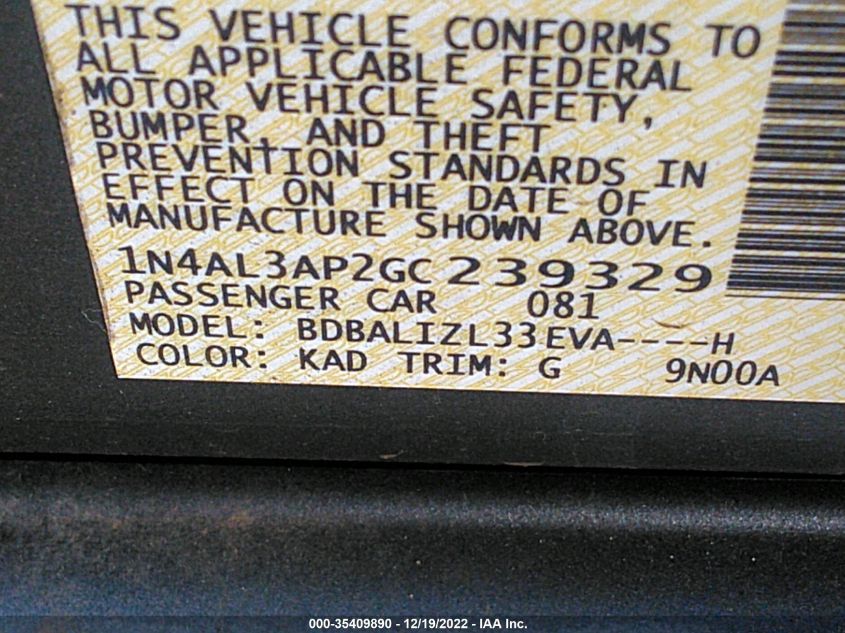 THIS VEHICLE CONFORMS TO
ALL APPLICABLE FEDERAL
MOTOR VEHICLE SAFETY,
BUMPER, AND THEFT
PREVENTION STANDARDS IN
EFFECT ON THE DATE OF
MANUFACTURE SHOWN ABOVE.
1N4AL3AP2GC239329
PASSENGER CAR 081
MODEL: BDBALIZL33EVA----H
COLOR: KAD TRIM: G 9N00A
000-35409890 - 12/19/2022 - IAA Inc.